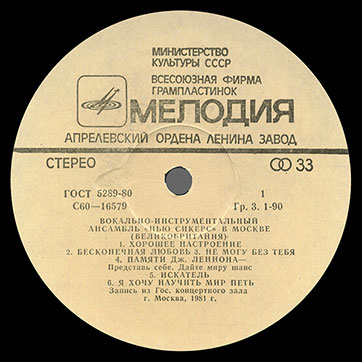 МИНИСТЕРСТВО
КУЛЬТУРЫ СССР
ВСЕСОЮЗНАЯ ФИРМА
ГРАМПЛАСТИНОК
МЕЛОДИЯ
АПРЕЛЕВСКИЙ ОРДЕНА ЛЕНИНА ЗАВОД
СТЕРЕО 33
ГОСТ 5289-80 1
С60—16579 Гр. 3. 1-90
ВОКАЛЬНО-ИНСТРУМЕНТАЛЬНЫЙ
АНСАМБЛЬ «НЬЮ СИКЕРС» В МОСКВЕ
(ВЕЛИКОБРИТАНИЯ)
1. ХОРОШЕЕ НАСТРОЕНИЕ
2. БЕСКОНЕЧНАЯ ЛЮБОВЬ 3. НЕ МОГУ БЕЗ ТЕБЯ
4. ПАМЯТИ ДЖ. ЛЕННОНА—
Представь себе. Дайте миру шанс
5. ИСКАТЕЛЬ
6. Я ХОЧУ НАУЧИТЬ МИР ПЕТЬ
Запись из Гос. концертного зала
г. Москва, 1981 г.